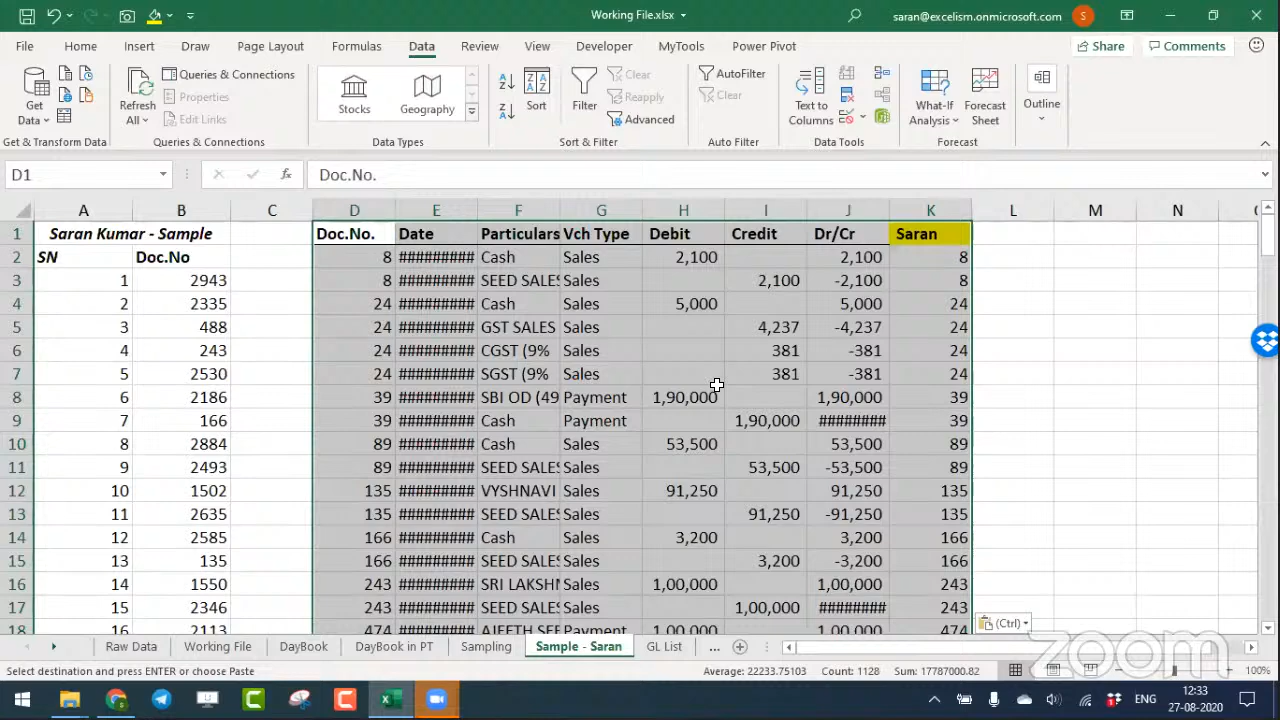 Working File.xlsx
saran@excelism.onmicrosoft.com S
File Home Insert Draw Page Layout Formulas Data Review View Developer MyTools Power Pivot Share Comments
Get Data
Refresh All
Queries & Connections
Properties
Edit Links
Stocks Geography
Sort
Filter
Clear
Reapply
Advanced
AutoFilter
Clear
Text to Columns
What-If Analysis
Forecast Sheet
Outline
Get & Transform Data Queries & Connections Data Types Sort & Filter Auto Filter Data Tools Forecast
D1 fx Doc.No.
A B C D E F G H I J K L M N
1 Saran Kumar - Sample Doc.No. Date Particulars Vch Type Debit Credit Dr/Cr Saran
2 SN Doc.No 8 ######### Cash Sales 2,100 2,100 8
3 1 2943 8 ######### SEED SALES Sales 2,100 -2,100 8
4 2 2335 24 ######### Cash Sales 5,000 5,000 24
5 3 488 24 ######### GST SALES Sales 4,237 -4,237 24
6 4 243 24 ######### CGST (9% Sales 381 -381 24
7 5 2530 24 ######### SGST (9% Sales 381 -381 24
8 6 2186 39 ######### SBI OD (49 Payment 1,90,000 1,90,000 39
9 7 166 39 ######### Cash Payment 1,90,000 ######## 39
10 8 2884 89 ######### Cash Sales 53,500 53,500 89
11 9 2493 89 ######### SEED SALES Sales 53,500 -53,500 89
12 10 1502 135 ######### VYSHNAVI Sales 91,250 91,250 135
13 11 2635 135 ######### SEED SALES Sales 91,250 -91,250 135
14 12 2585 166 ######### Cash Sales 3,200 3,200 166
15 13 135 166 ######### SEED SALES Sales 3,200 -3,200 166
16 14 1550 243 ######### SRI LAKSHN Sales 1,00,000 1,00,000 243
17 15 2346 243 ######### SEED SALES Sales 1,00,000 ######## 243
18 16 2113 474 ######### Payment 1,00,000 1,00,000 474
(Ctrl)
Raw Data Working File DayBook DayBook in PT Sampling Sample - Saran GL List ...
zoom
Select destination and press ENTER or choose Paste Average: 22233.75103 Count: 1128 Sum: 17787000.82 100%
ENG
12:33
27-08-2020